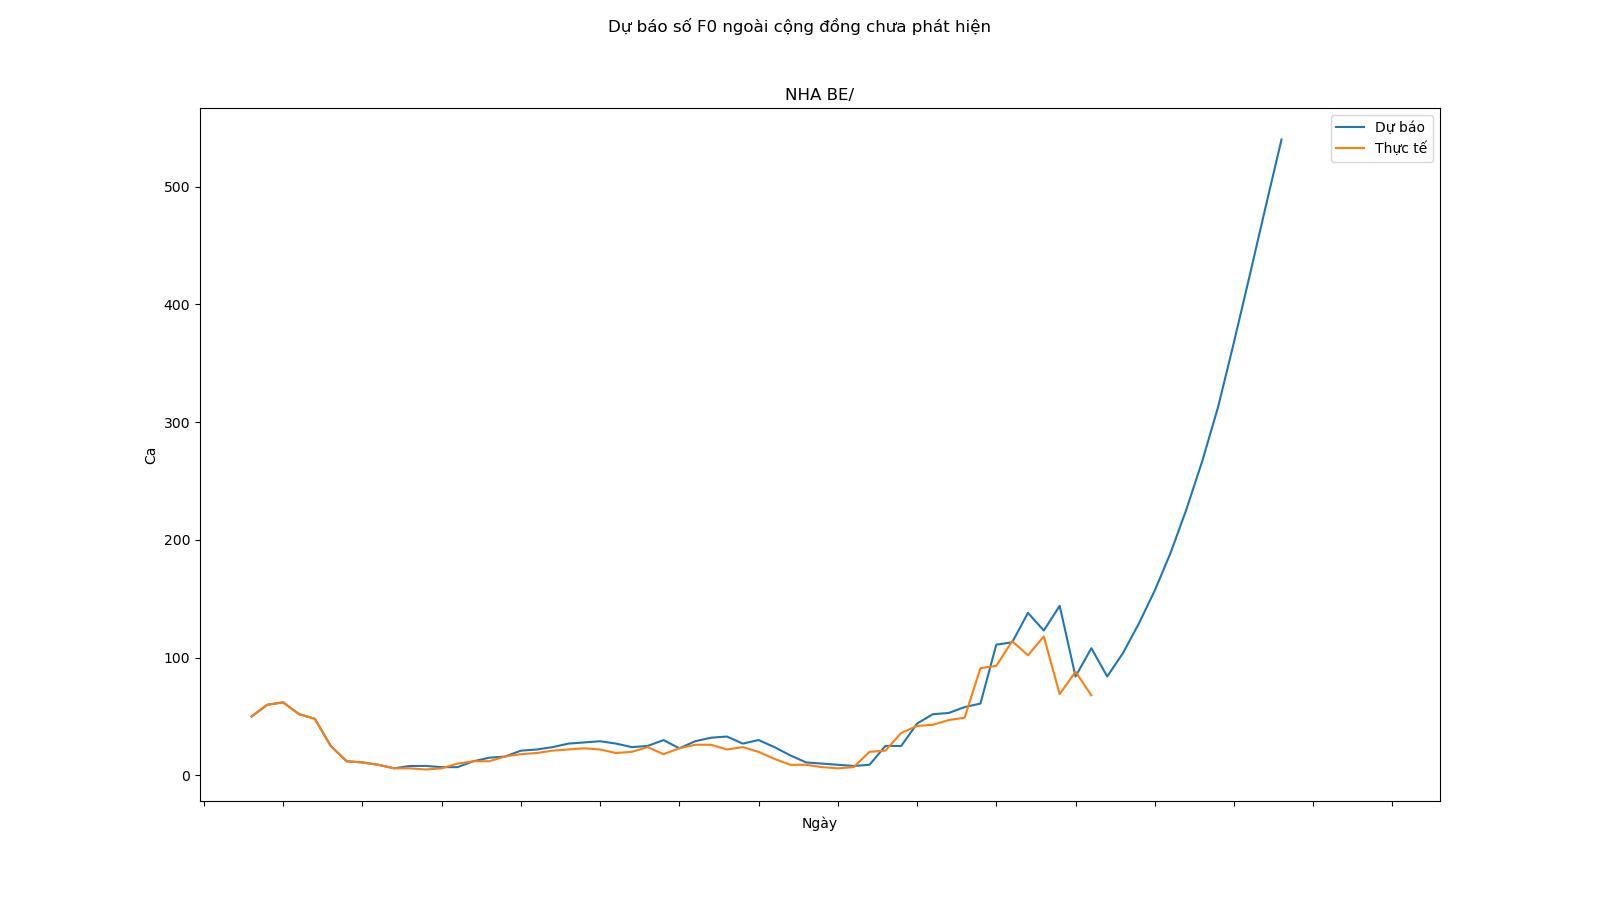 Dự báo số F0 ngoài cộng đồng chưa phát hiện
NHA BE/
Dự báo
Thực tế
500
400
300
200
100
0
Ca
Ngày